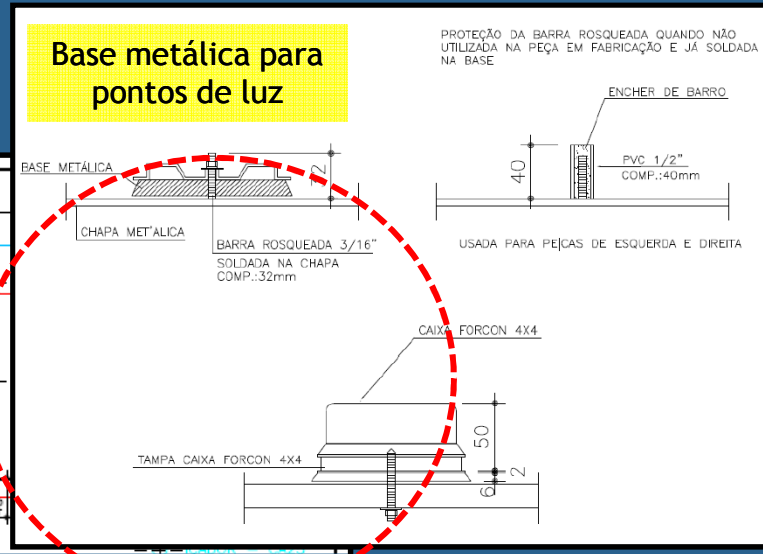 Base metálica para
pontos de luz
PROTEÇÃO DA BARRA ROSQUEADA QUANDO NÃO
UTILIZADA NA PEÇA EM FABRICAÇÃO E JÁ SOLDADA
NA BASE
ENCHER DE BARRO
BASE METÁLICA
40
PVC 1/2"
COMP.:40mm
CHAPA MET'ALICA
BARRA ROSQUEADA 3/16"
SOLDADA NA CHAPA
COMP.:32mm
USADA PARA PEÇAS DE ESQUERDA E DIREITA
CAIXA FORCON 4X4
50
TAMPA CAIXA FORCON 4X4
2
6